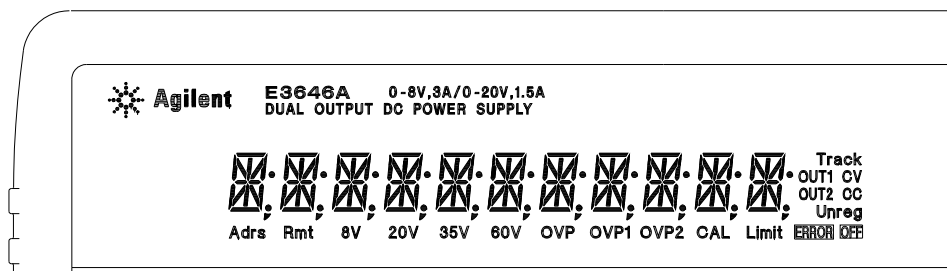 Agilent E3646A 0-8V,3A/0-20V,1.5A
DUAL OUTPUT DC POWER SUPPLY
Track
OUT1 CV
OUT2 CC
Unreg
Adrs Rmt 8V 20V 35V 60V OVP OVP1 OVP2 CAL Limit ERROR OFF